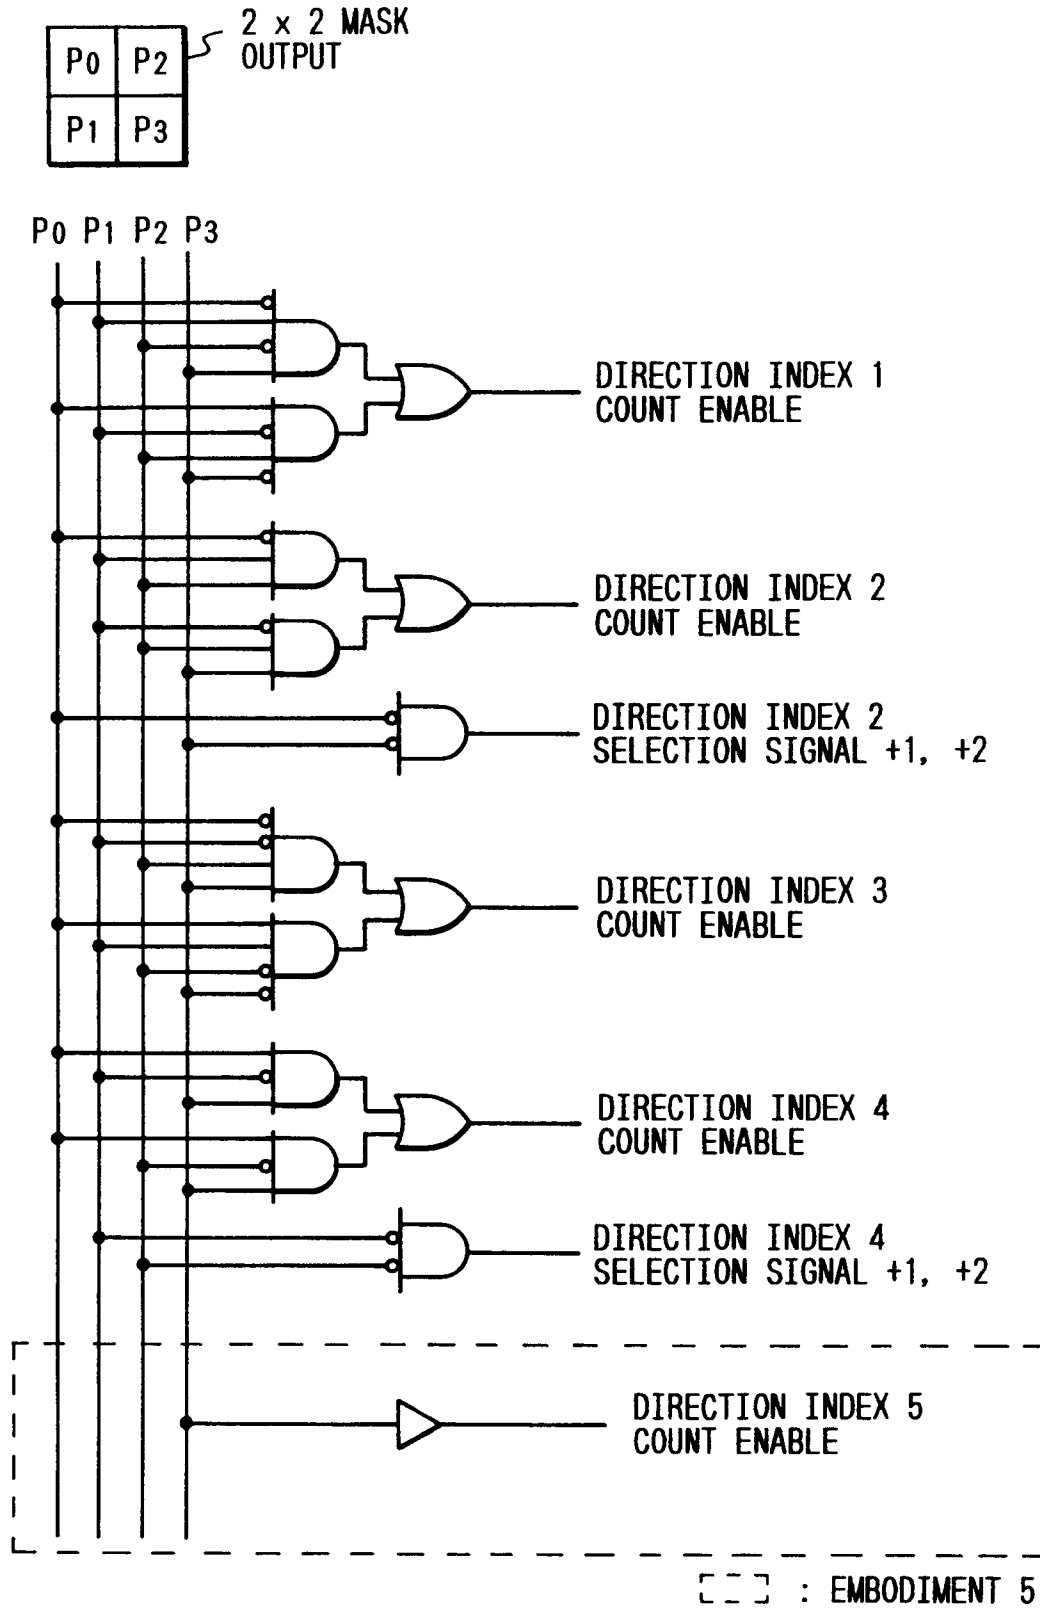 2 x 2 MASK
OUTPUT
P0 P2
P1 P3
P0 P1 P2 P3
DIRECTION INDEX 1
COUNT ENABLE
DIRECTION INDEX 2
COUNT ENABLE
DIRECTION INDEX 2
SELECTION SIGNAL +1, +2
DIRECTION INDEX 3
COUNT ENABLE
DIRECTION INDEX 4
COUNT ENABLE
DIRECTION INDEX 4
SELECTION SIGNAL +1, +2
DIRECTION INDEX 5
COUNT ENABLE
: EMBODIMENT 5